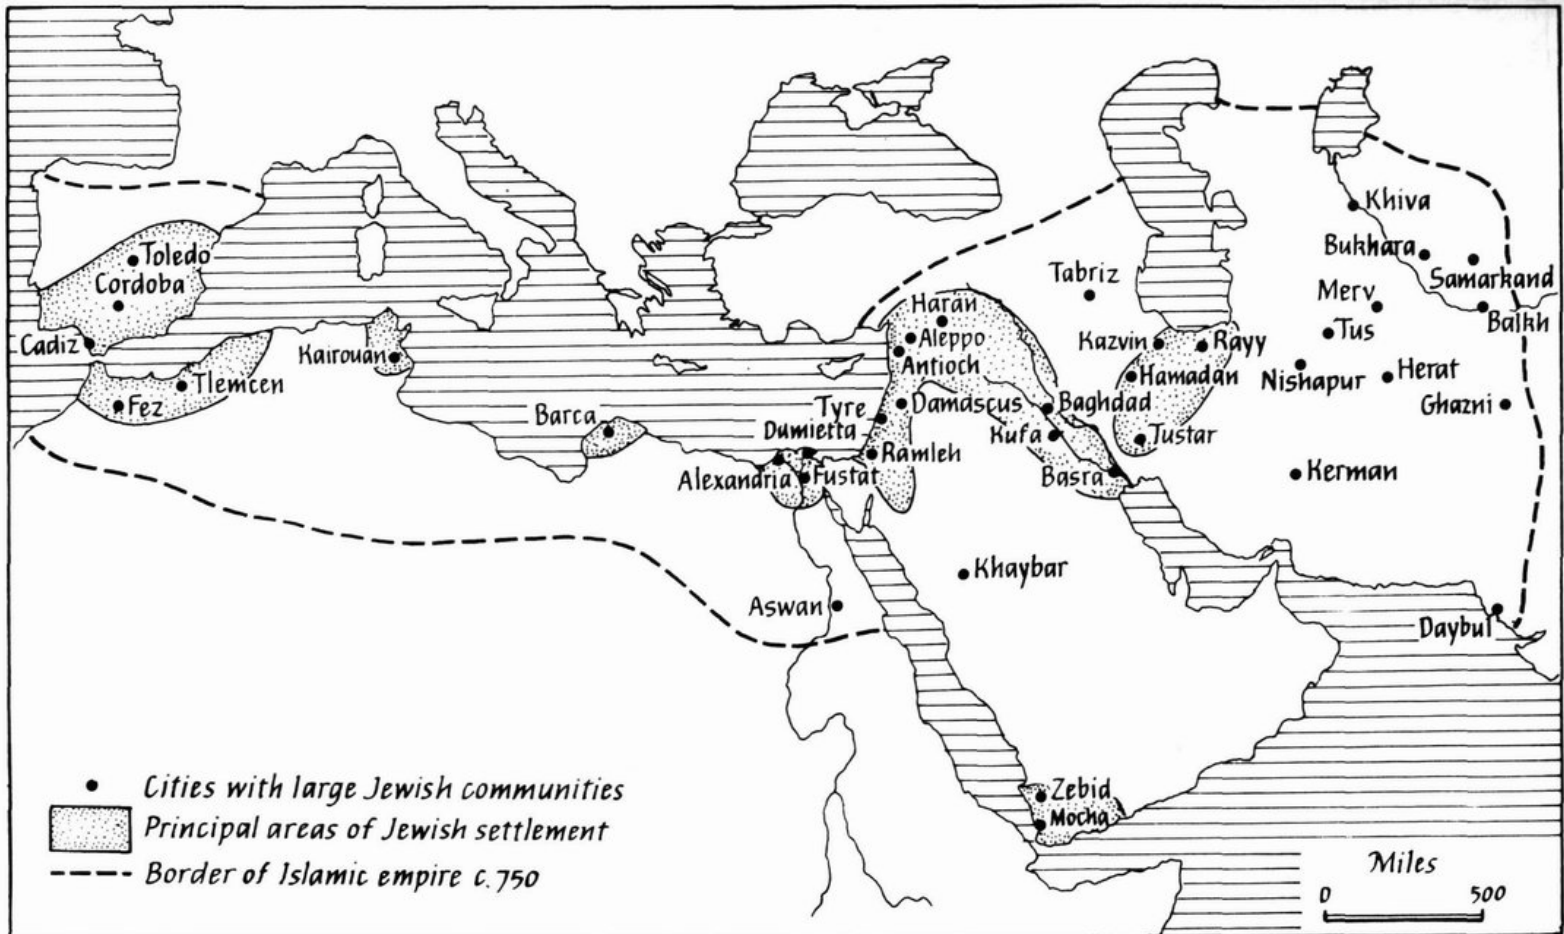 Khiva
Bukhara
Samarkand
Toledo
Cordoba
Tabriz
Merv
Haran
Balkh
Tus
Cadiz
Kairouan
Aleppo
Kazvin
Rayy
Antioch
Hamadan
Nishapur
Herat
Tlemcen
Fez
Barca
Tyre
Damascus
Baghdad
Ghazni
Dumietta
Kufa
Tustar
Ramleh
Alexandria
Fustat
Basra
Kerman
Khaybar
Aswan
Daybul
Zebid
Mocha
Cities with large Jewish communities
Principal areas of Jewish settlement
Border of Islamic empire c.750
Miles
0 500